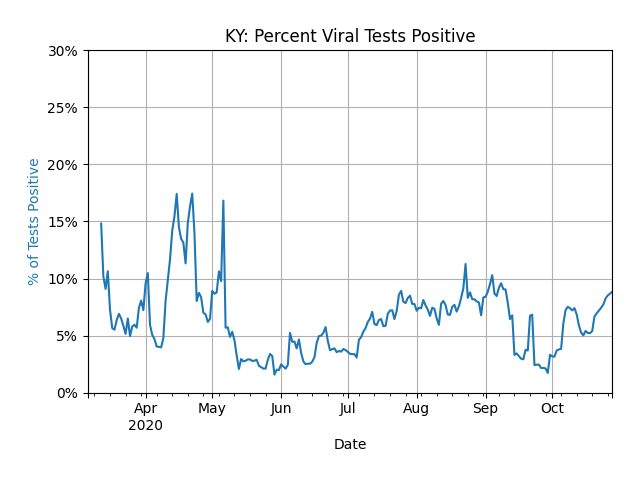 KY: Percent Viral Tests Positive
% of Tests Positive
30%
25%
20%
15%
10%
5%
0%
Apr May Jun Jul Aug Sep Oct
2020
Date